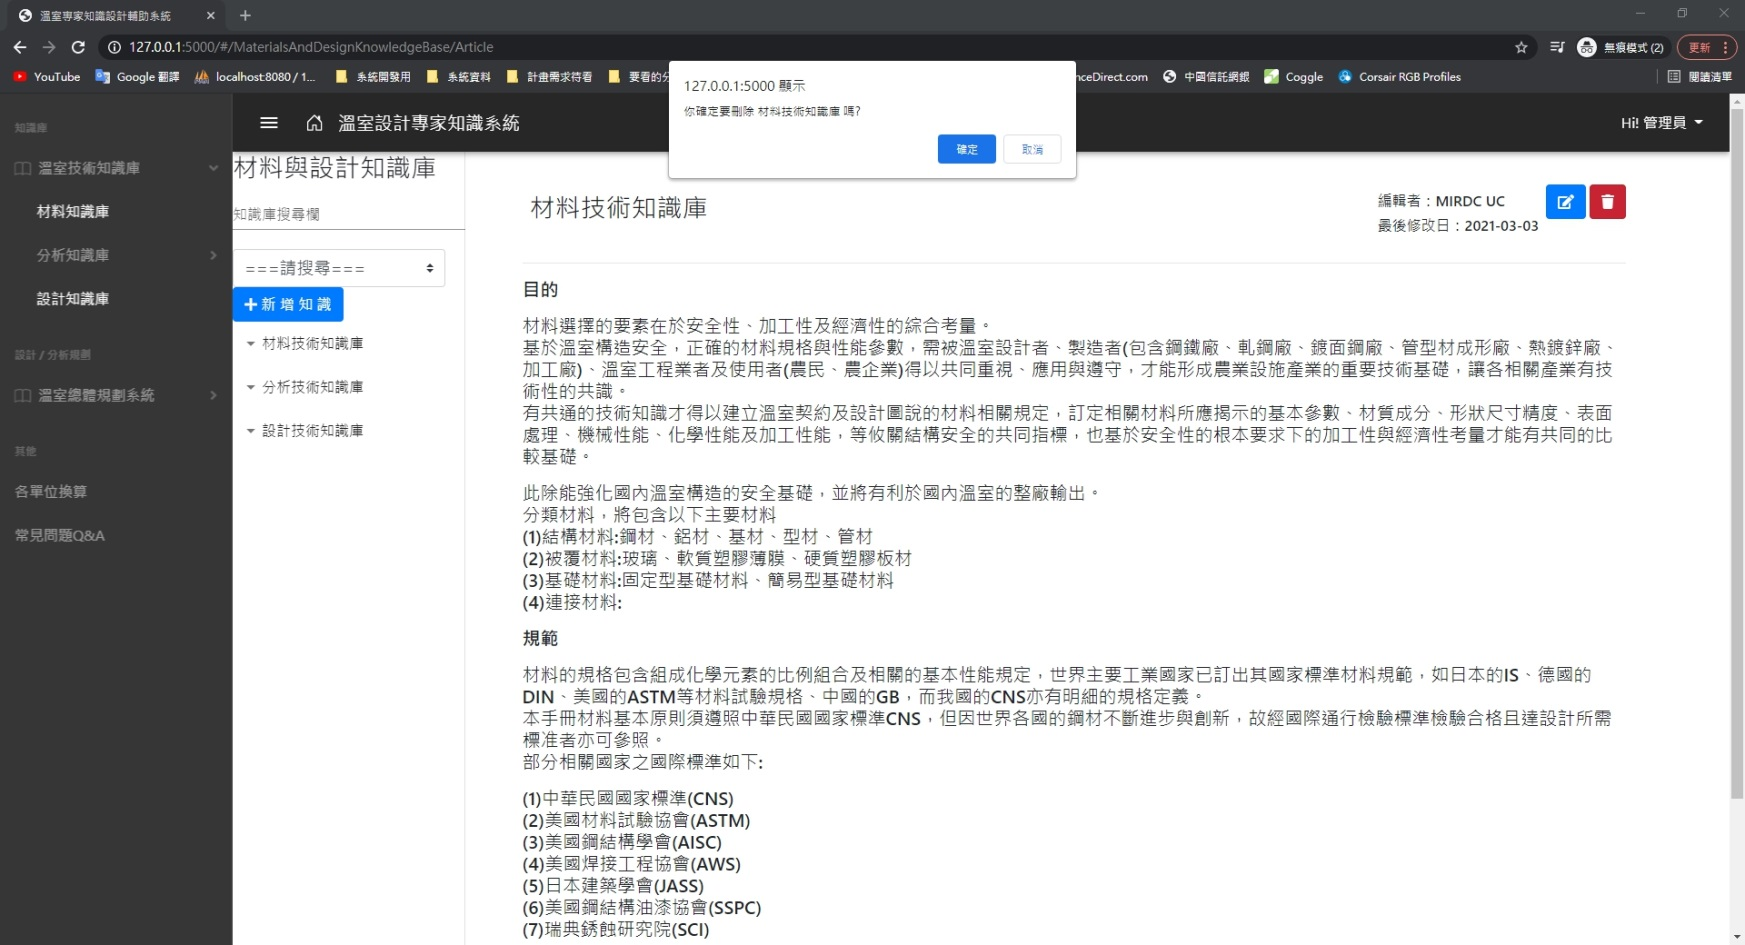 溫室專家知識設計輔助系統
127.0.0.1:5000/#/MaterialsAndDesignKnowledgeBase/Article
無痕模式 (2)
更新
YouTube
Google 翻譯
localhost:8080 / 1...
系統開發用
系統資料
計畫需求待看
要看的分
nceDirect.com
中國信託網銀
Coggle
Corsair RGB Profiles
閱讀清單
127.0.0.1:5000 顯示
你確定要刪除 材料技術知識庫 嗎?
確定
取消
知識庫
溫室技術知識庫
材料知識庫
分析知識庫
設計知識庫
設計 / 分析規劃
溫室總體規劃系統
其他
各單位換算
常見問題Q&A
溫室設計專家知識系統
Hi! 管理員
材料與設計知識庫
知識庫搜尋欄
===請搜尋===
新 增 知 識
材料技術知識庫
分析技術知識庫
設計技術知識庫
材料技術知識庫
編輯者：MIRDC UC
最後修改日：2021-03-03
目的
材料選擇的要素在於安全性、加工性及經濟性的綜合考量。
基於溫室構造安全，正確的材料規格與性能參數，需被溫室設計者、製造者(包含鋼鐵廠、軋鋼廠、鍍面鋼廠、管型材成形廠、熱鍍鋅廠、
加工廠)、溫室工程業者及使用者(農民、農企業)得以共同重視、應用與遵守，才能形成農業設施產業的重要技術基礎，讓各相關產業有技
術性的共識。
有共通的技術知識才得以建立溫室契約及設計圖說的材料相關規定，訂定相關材料所應揭示的基本參數、材質成分、形狀尺寸精度、表面
處理、機械性能、化學性能及加工性能，等攸關結構安全的共同指標，也基於安全性的根本要求下的加工性與經濟性考量才能有共同的比
較基礎。
此除能強化國內溫室構造的安全基礎，並將有利於國內溫室的整廠輸出。
分類材料，將包含以下主要材料
(1)結構材料:鋼材、鋁材、基材、型材、管材
(2)被覆材料:玻璃、軟質塑膠薄膜、硬質塑膠板材
(3)基礎材料:固定型基礎材料、簡易型基礎材料
(4)連接材料:
規範
材料的規格包含組成化學元素的比例組合及相關的基本性能規定，世界主要工業國家已訂出其國家標準材料規範，如日本的IS、德國的
DIN、美國的ASTM等材料試驗規格、中國的GB，而我國的CNS亦有明細的規格定義。
本手冊材料基本原則須遵照中華民國國家標準CNS，但因世界各國的鋼材不斷進步與創新，故經國際通行檢驗標準檢驗合格且達設計所需
標准者亦可參照。
部分相關國家之國際標準如下:
(1)中華民國國家標準(CNS)
(2)美國材料試驗協會(ASTM)
(3)美國鋼結構學會(AISC)
(4)美國焊接工程協會(AWS)
(5)日本建築學會(JASS)
(6)美國鋼結構油漆協會(SSPC)
(7)瑞典銹蝕研究院(SCI)